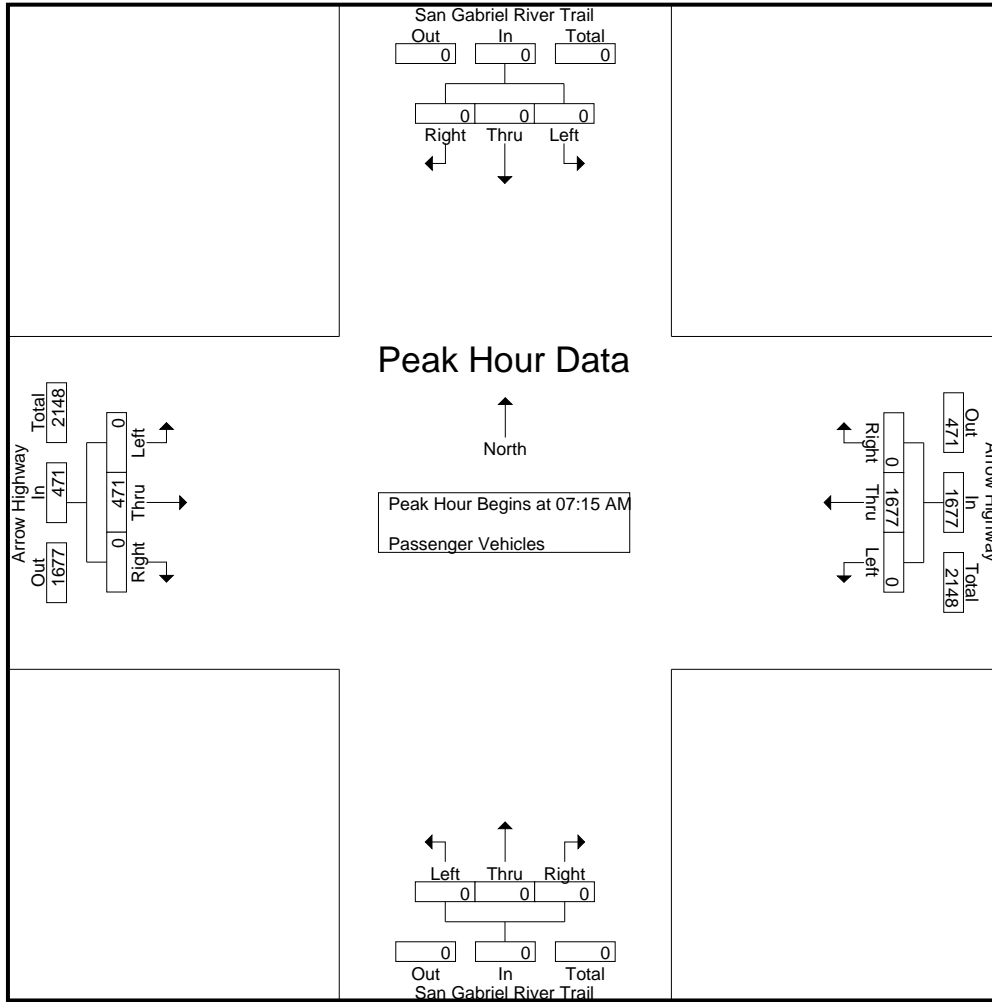 San Gabriel River Trail
Out In Total
0 0 0
0 0 0
Right Thru Left
Peak Hour Data
North
Peak Hour Begins at 07:15 AM
Passenger Vehicles
Arrow Highway
Total In Out
2148 471 1677
0 471 0
Left Thru Right
Right Thru Left
0 1677 0
Out In Total
471 1677 2148
Arrow Highway
Left Thru Right
0 0 0
0 0 0
Out In Total
San Gabriel River Trail